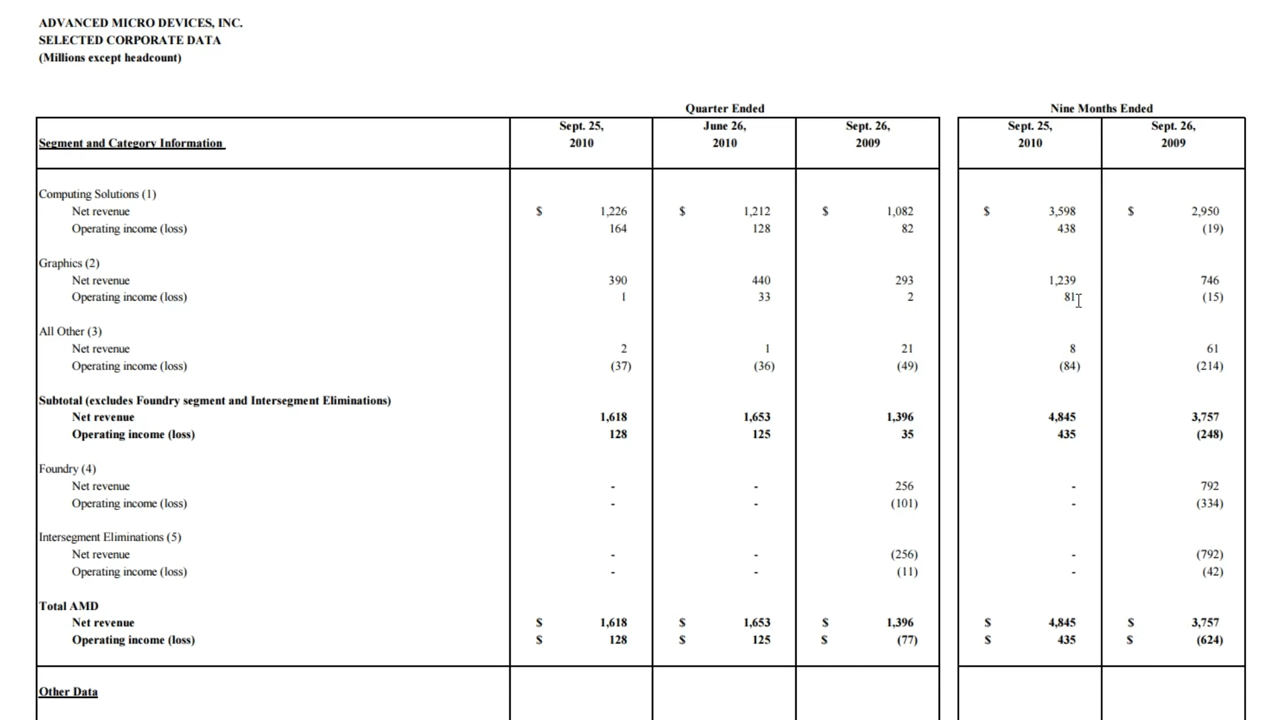 ADVANCED MICRO DEVICES, INC.
SELECTED CORPORATE DATA
(Millions except headcount)
Quarter Ended Nine Months Ended
Sept. 25, June 26, Sept. 26, Sept. 25, Sept. 26,
Segment and Category Information 2010 2010 2009 2010 2009
Computing Solutions (1)
Net revenue $ 1,226 $ 1,212 $ 1,082 $ 3,598 $ 2,950
Operating income (loss) 164 128 82 438 (19)
Graphics (2)
Net revenue 390 440 293 1,239 746
Operating income (loss) 1 33 2 81 (15)
All Other (3)
Net revenue 2 1 21 8 61
Operating income (loss) (37) (36) (49) (84) (214)
Subtotal (excludes Foundry segment and Intersegment Eliminations)
Net revenue 1,618 1,653 1,396 4,845 3,757
Operating income (loss) 128 125 35 435 (248)
Foundry (4)
Net revenue - - 256 - 792
Operating income (loss) - - (101) - (334)
Intersegment Eliminations (5)
Net revenue - - (256) - (792)
Operating income (loss) - - (11) - (42)
Total AMD
Net revenue $ 1,618 $ 1,653 $ 1,396 $ 4,845 $ 3,757
Operating income (loss) $ 128 $ 125 $ (77) $ 435 $ (624)
Other Data